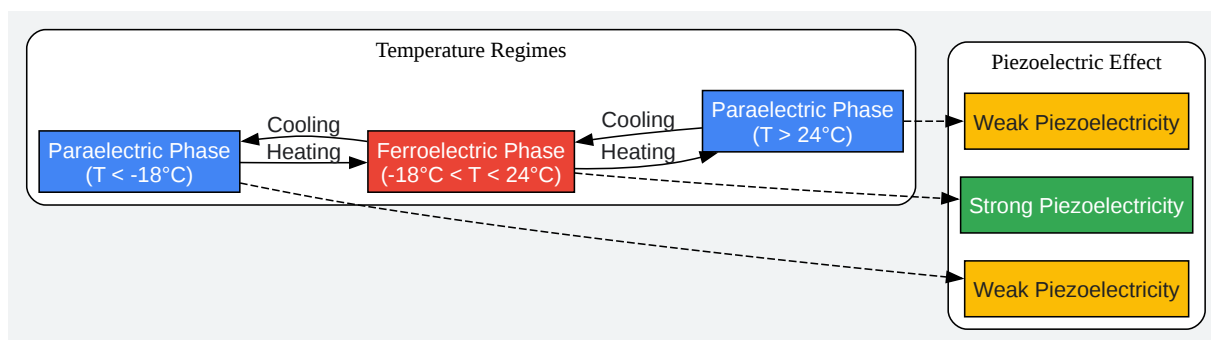 Temperature Regimes
Paraelectric Phase
(T < -18°C)
Cooling
Heating
Ferroelectric Phase
(-18°C < T < 24°C)
Cooling
Heating
Paraelectric Phase
(T > 24°C)
Piezoelectric Effect
Weak Piezoelectricity
Strong Piezoelectricity
Weak Piezoelectricity